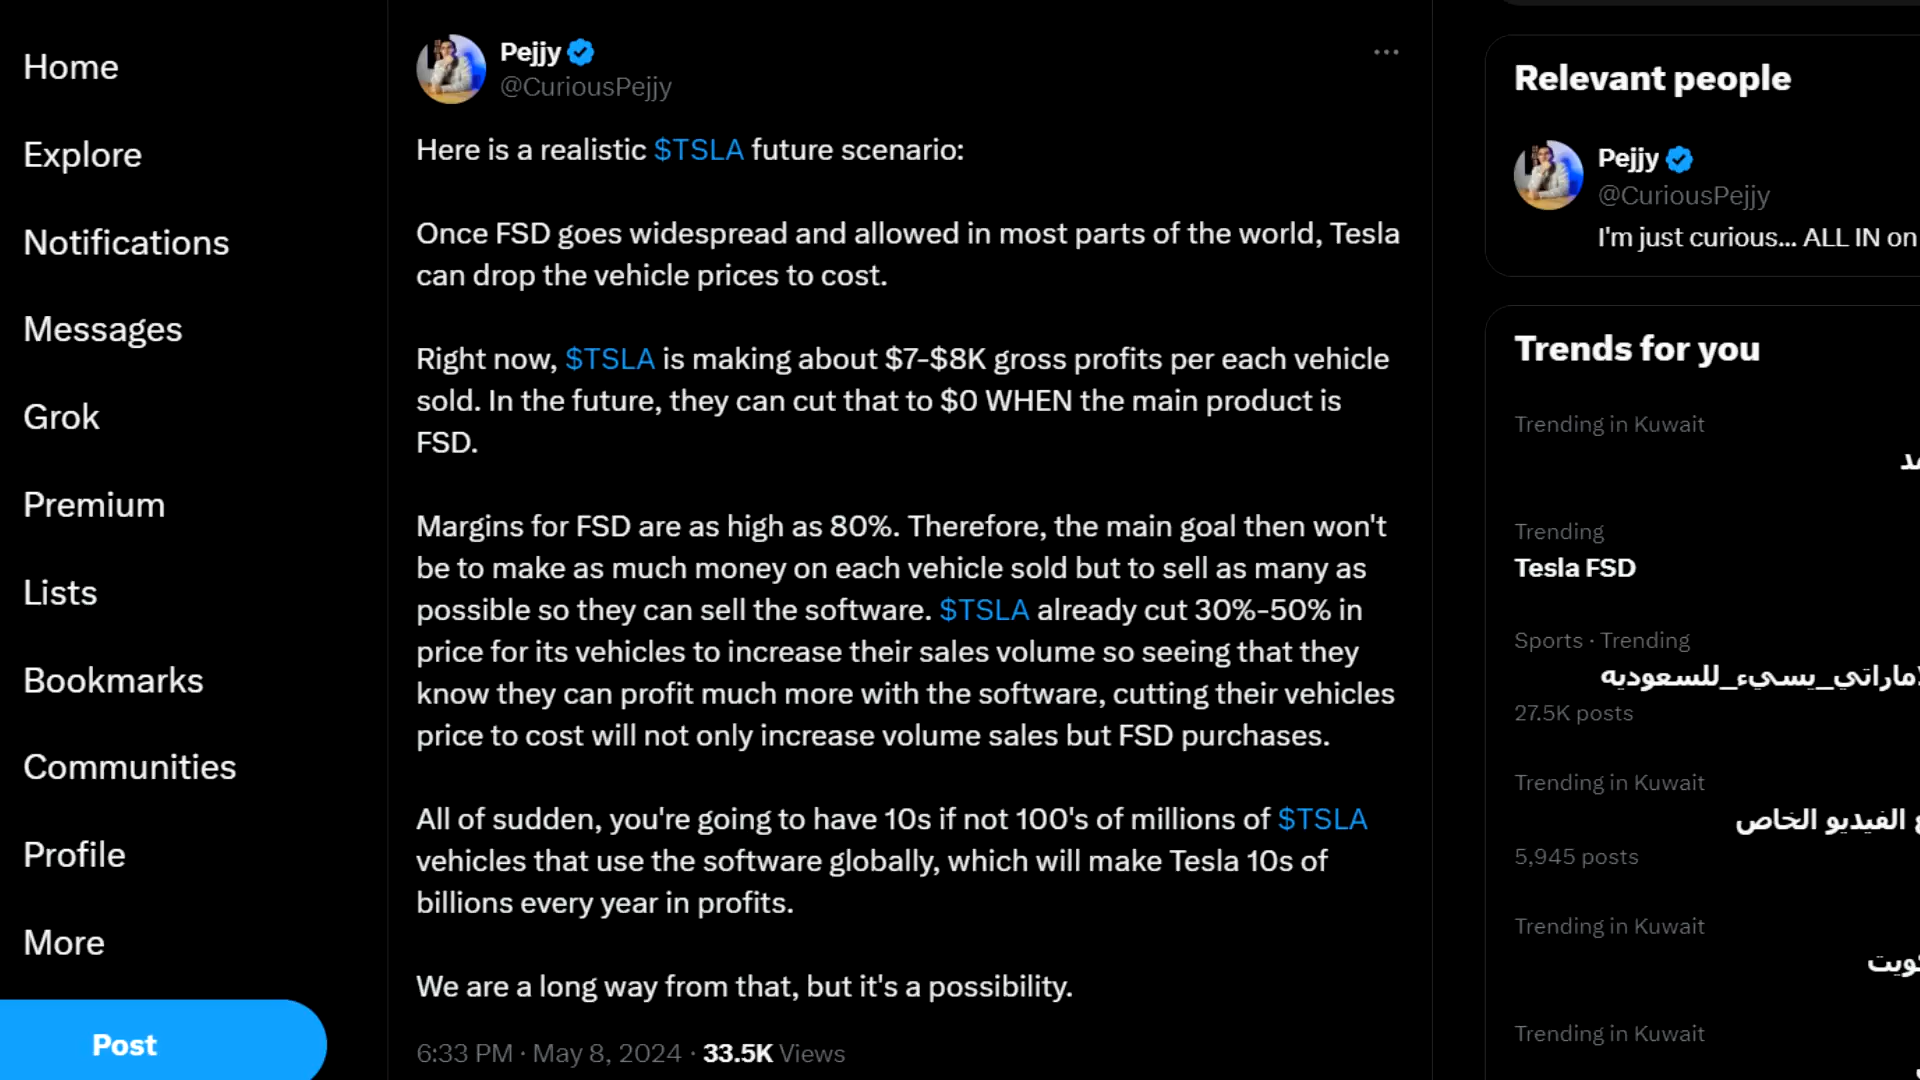 Home
Explore
Notifications
Messages
Grok
Premium
Lists
Bookmarks
Communities
Profile
More
Post
Pejjy
@CuriousPejjy
Here is a realistic $TSLA future scenario:
Once FSD goes widespread and allowed in most parts of the world, Tesla
can drop the vehicle prices to cost.
Right now, $TSLA is making about $7-$8K gross profits per each vehicle
sold. In the future, they can cut that to $0 WHEN the main product is
FSD.
Margins for FSD are as high as 80%. Therefore, the main goal then won't
be to make as much money on each vehicle sold but to sell as many as
possible so they can sell the software. $TSLA already cut 30%-50% in
price for its vehicles to increase their sales volume so seeing that they
know they can profit much more with the software, cutting their vehicles
price to cost will not only increase volume sales but FSD purchases.
All of sudden, you're going to have 10s if not 100's of millions of $TSLA
vehicles that use the software globally, which will make Tesla 10s of
billions every year in profits.
We are a long way from that, but it's a possibility.
6:33 PM · May 8, 2024 · 33.5K Views
Relevant people
Pejjy
@CuriousPejjy
I'm just curious... ALL IN on
Trends for you
Trending in Kuwait
Trending
Tesla FSD
Sports · Trending
يسيء_للسعوديه
27.5K posts
Trending in Kuwait
الفيديو الخاص
5,945 posts
Trending in Kuwait
Trending in Kuwait